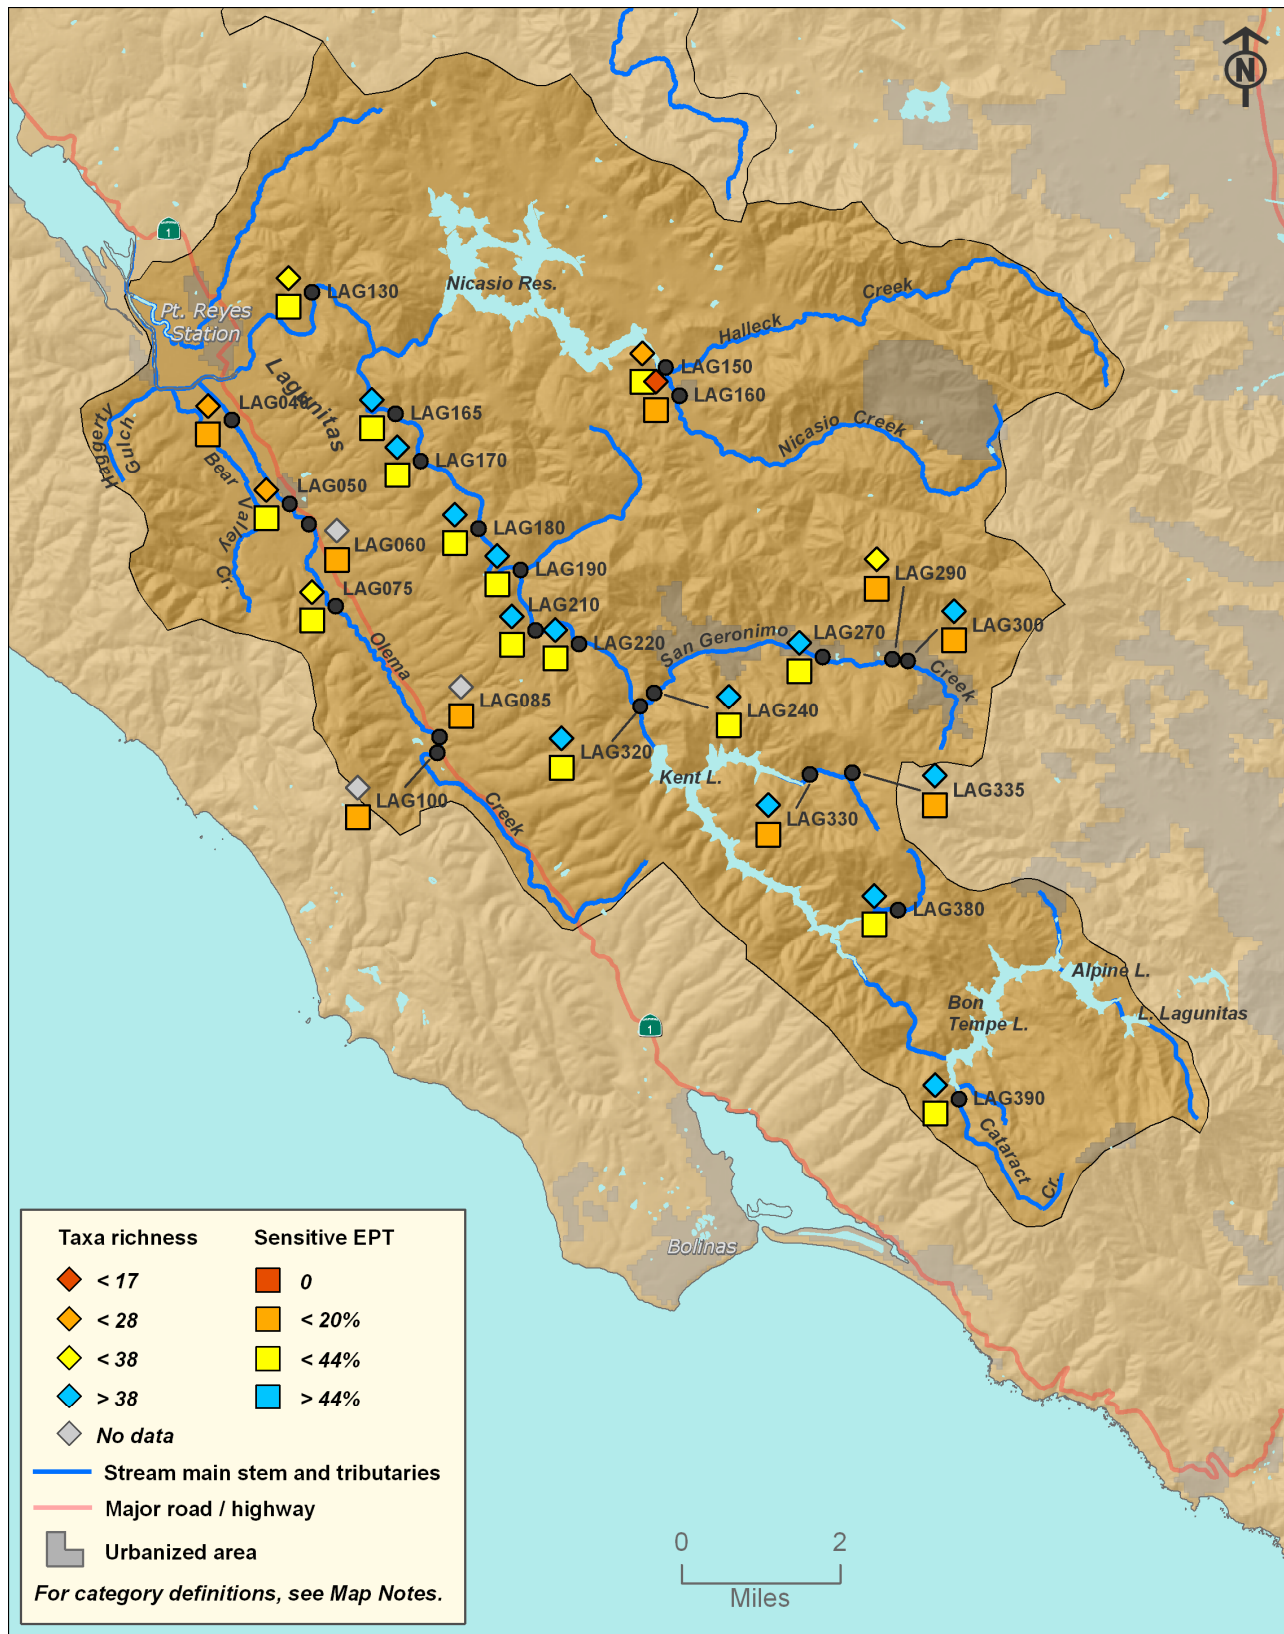 N
1
Pt. Reyes
Station
LAG130
Nicasio Res.
Halleck
Creek
LAG150
LAG160
Nicasio
Creek
Lagunitas
LAG040
LAG165
LAG170
Haggerty
Gulch
Bear
Valley
Cr.
LAG050
LAG060
LAG180
LAG190
LAG075
LAG210
LAG220
Olema
LAG085
San Geronimo
LAG270
LAG290
LAG300
Creek
LAG240
LAG320
Kent L.
LAG100
Creek
LAG330
LAG335
LAG380
Alpine L.
Bon
Tempe L.
L. Lagunitas
1
LAG390
Cataract
Cr.
Bolinas
Taxa richness
Sensitive EPT
< 17
0
< 28
< 20%
< 38
< 44%
> 38
> 44%
No data
Stream main stem and tributaries
Major road / highway
Urbanized area
For category definitions, see Map Notes.
0
2
Miles